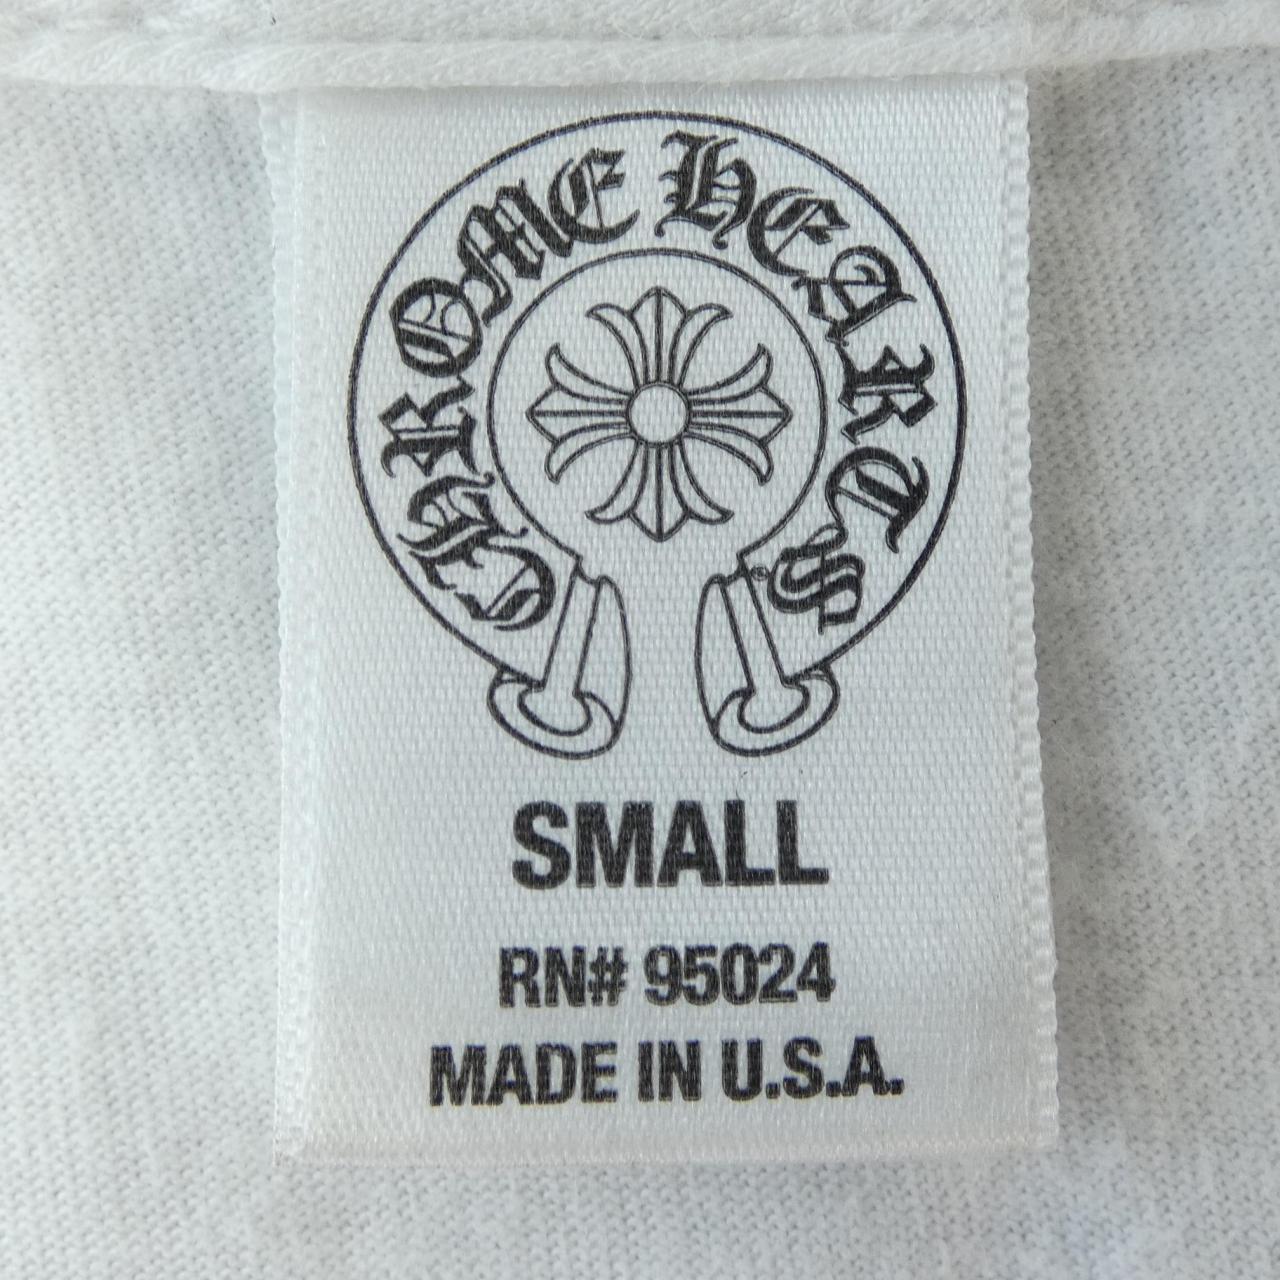 CHROME HEARTS
®
SMALL
RN# 95024
MADE IN U.S.A.